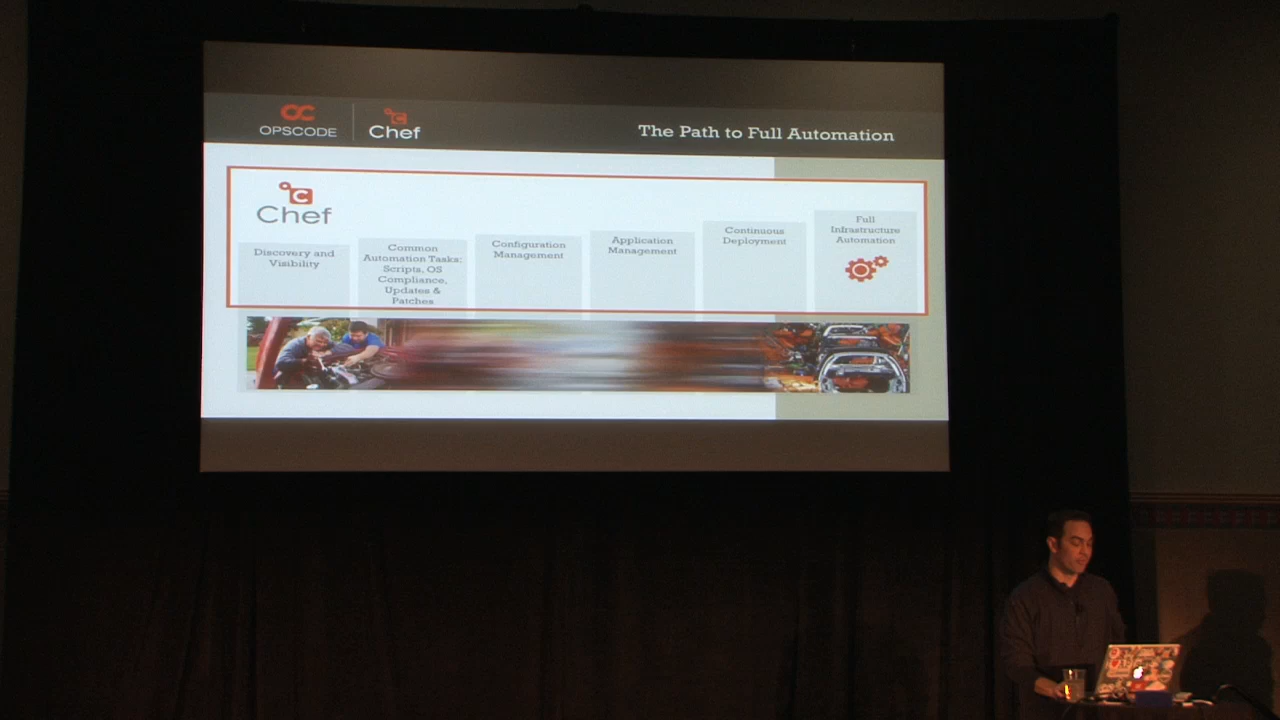 OPSCODE
Chef
The Path to Full Automation
Chef
Discovery and
Visibility
Common
Automation Tasks:
Scripts, OS
Compliance,
Updates &
Patches
Configuration
Management
Application
Management
Continuous
Deployment
Full
Infrastructure
Automation